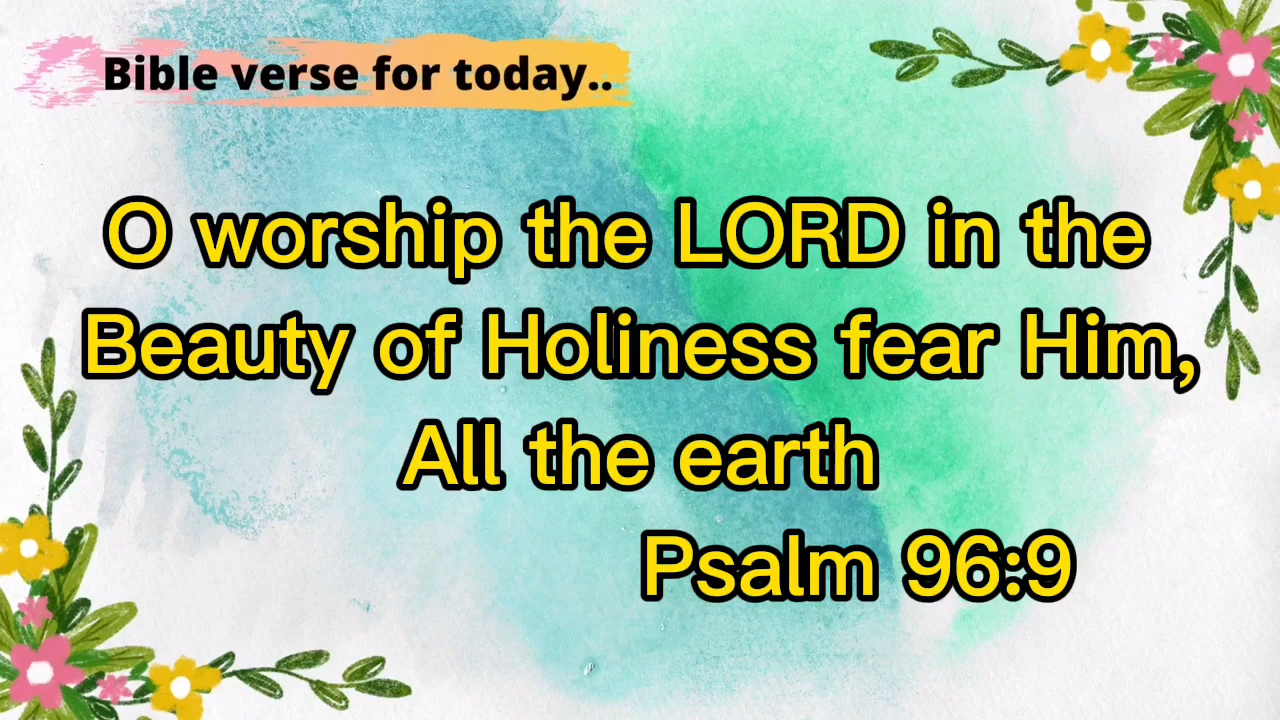 Bible verse for today..
O worship the LORD in the
Beauty of Holiness fear Him,
All the earth
Psalm 96:9